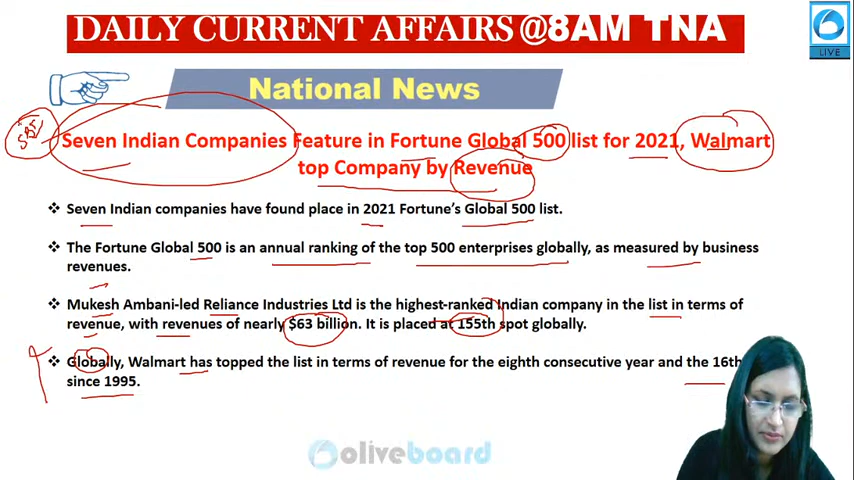 DAILY CURRENT AFFAIRS @8AM TNA
LIVE
National News
SBI
Seven Indian Companies Feature in Fortune Global 500 list for 2021, Walmart
top Company by Revenue
❖ Seven Indian companies have found place in 2021 Fortune's Global 500 list.
❖ The Fortune Global 500 is an annual ranking of the top 500 enterprises globally, as measured by business
revenues.
❖ Mukesh Ambani-led Reliance Industries Ltd is the highest-ranked Indian company in the list in terms of
revenue, with revenues of nearly $63 billion. It is placed at 155th spot globally.
❖ Globally, Walmart has topped the list in terms of revenue for the eighth consecutive year and the 16th
since 1995.
oliveboard